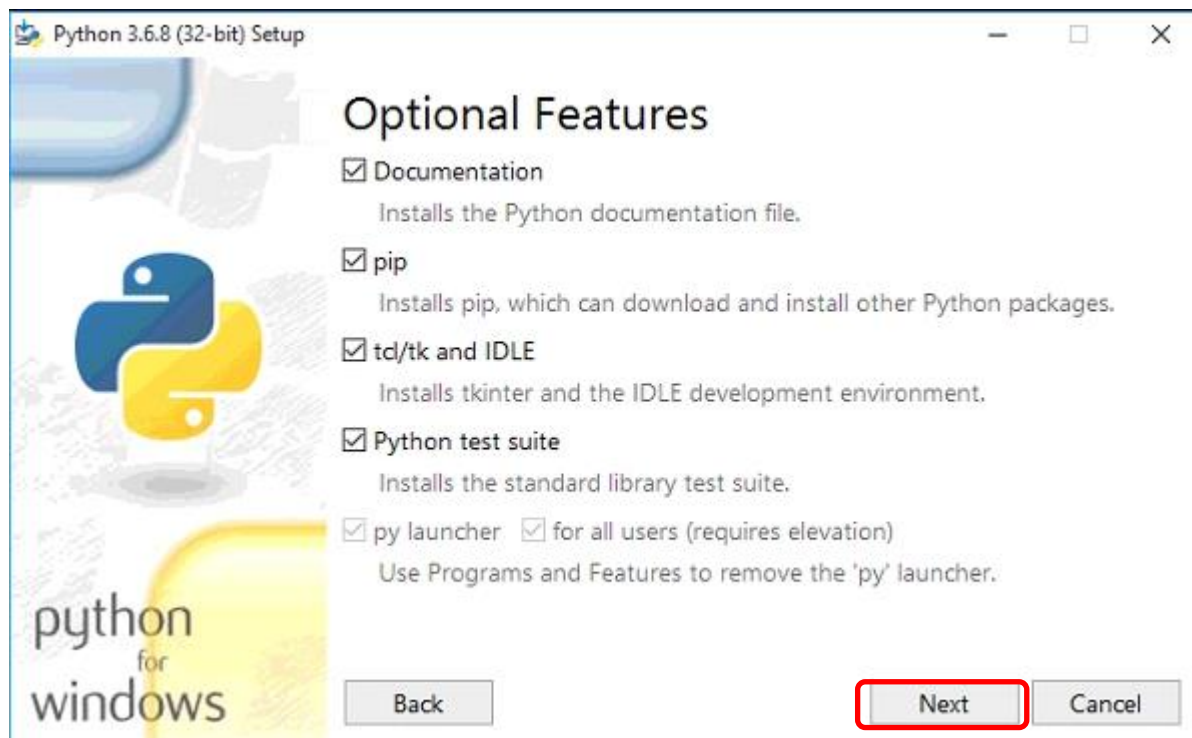 Python 3.6.8 (32-bit) Setup
Optional Features
Documentation
Installs the Python documentation file.
pip
Installs pip, which can download and install other Python packages.
tcl/tk and IDLE
Installs tkinter and the IDLE development environment.
Python test suite
Installs the standard library test suite.
py launcher for all users (requires elevation)
Use Programs and Features to remove the 'py' launcher.
python
for
windows
Back Next Cancel